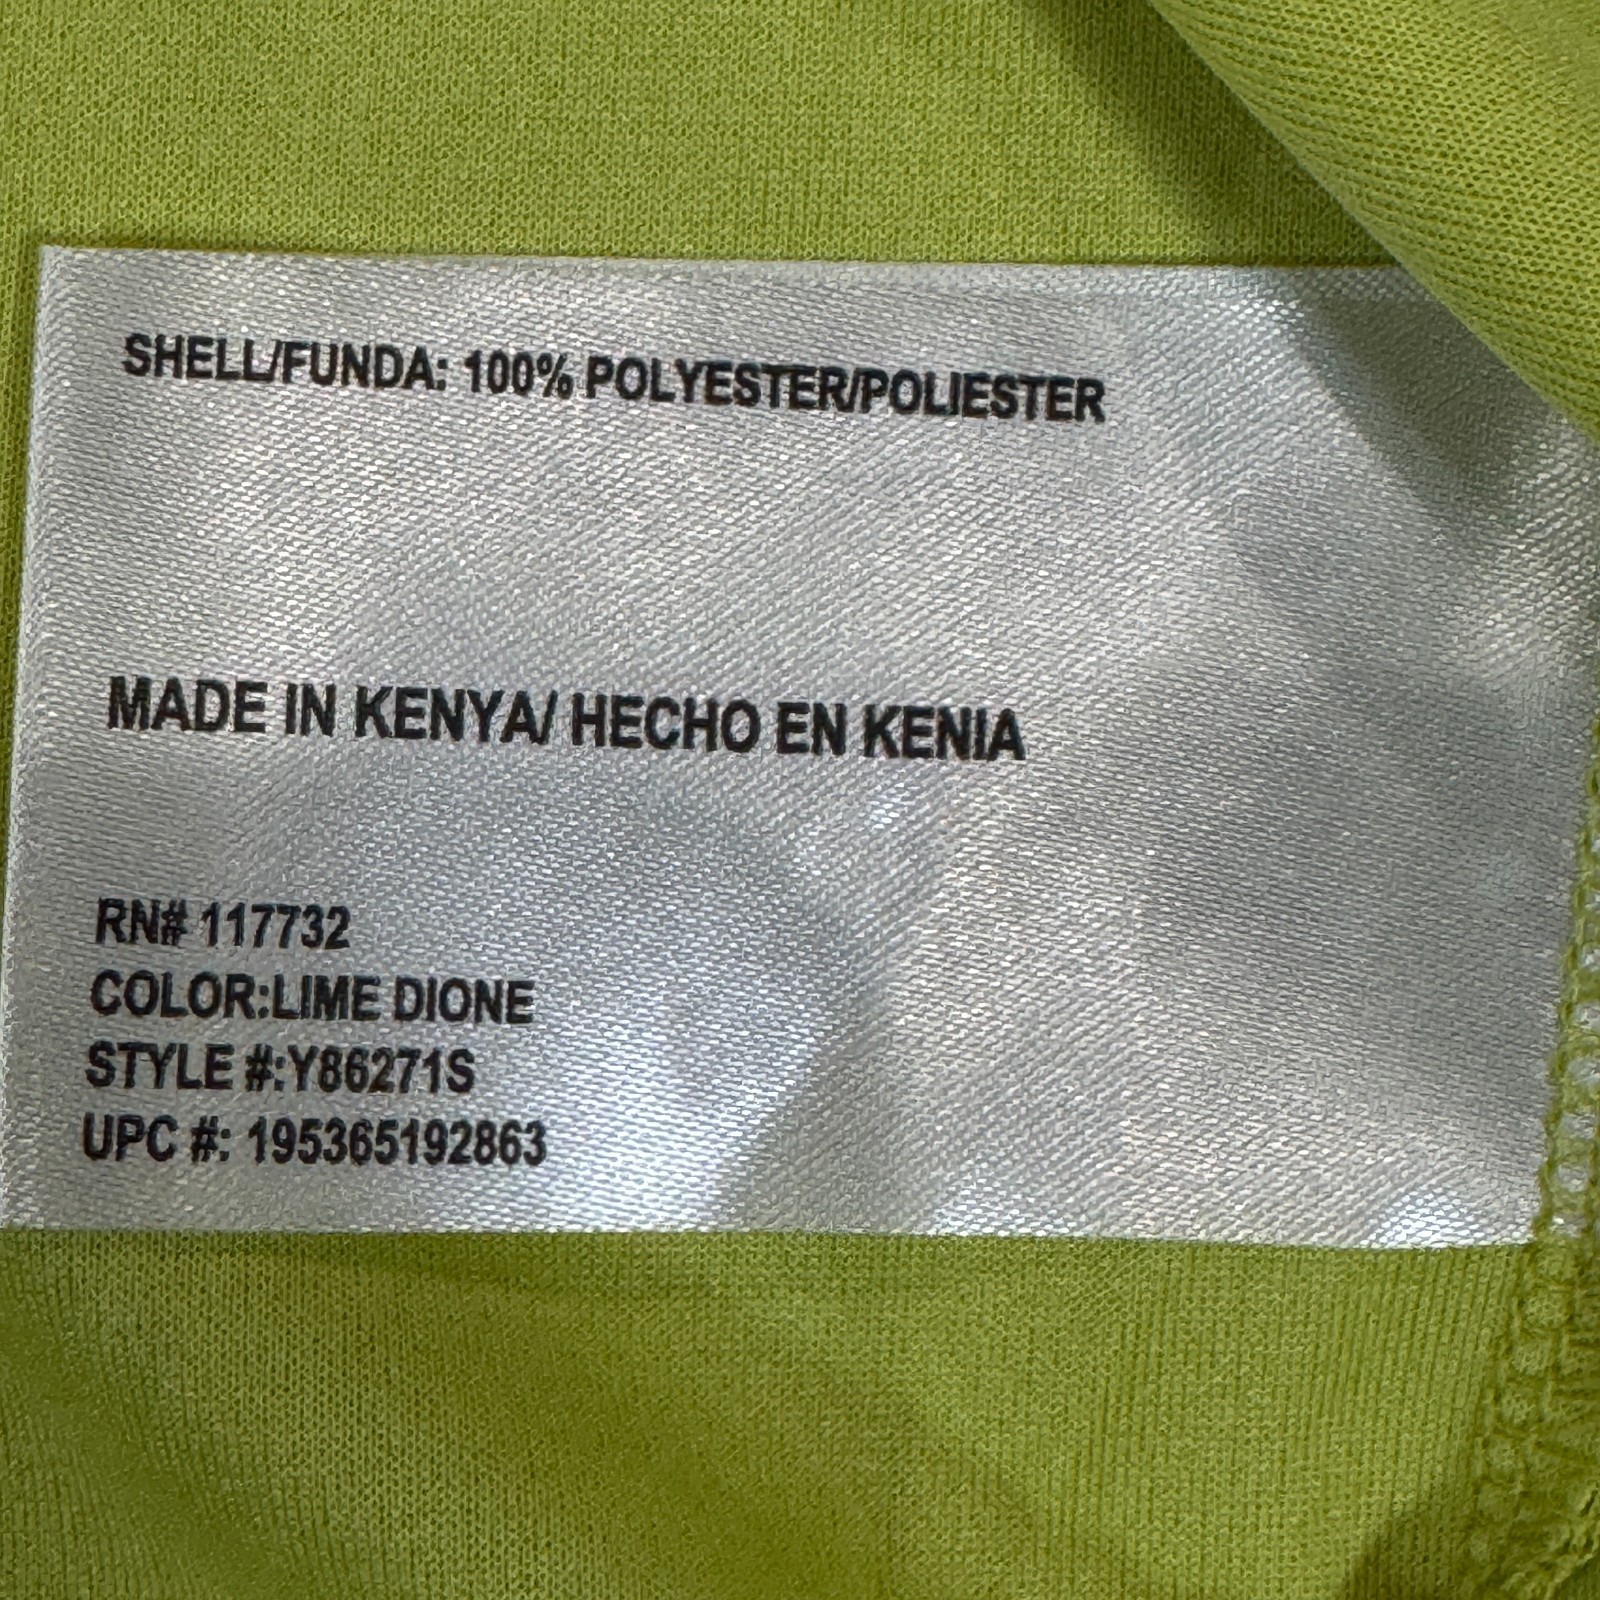 SHELL/FUNDA: 100% POLYESTER/POLIESTER
MADE IN KENYA/ HECHO EN KENIA
RN# 117732
COLOR:LIME DIONE
STYLE #:Y86271S
UPC #: 195365192863